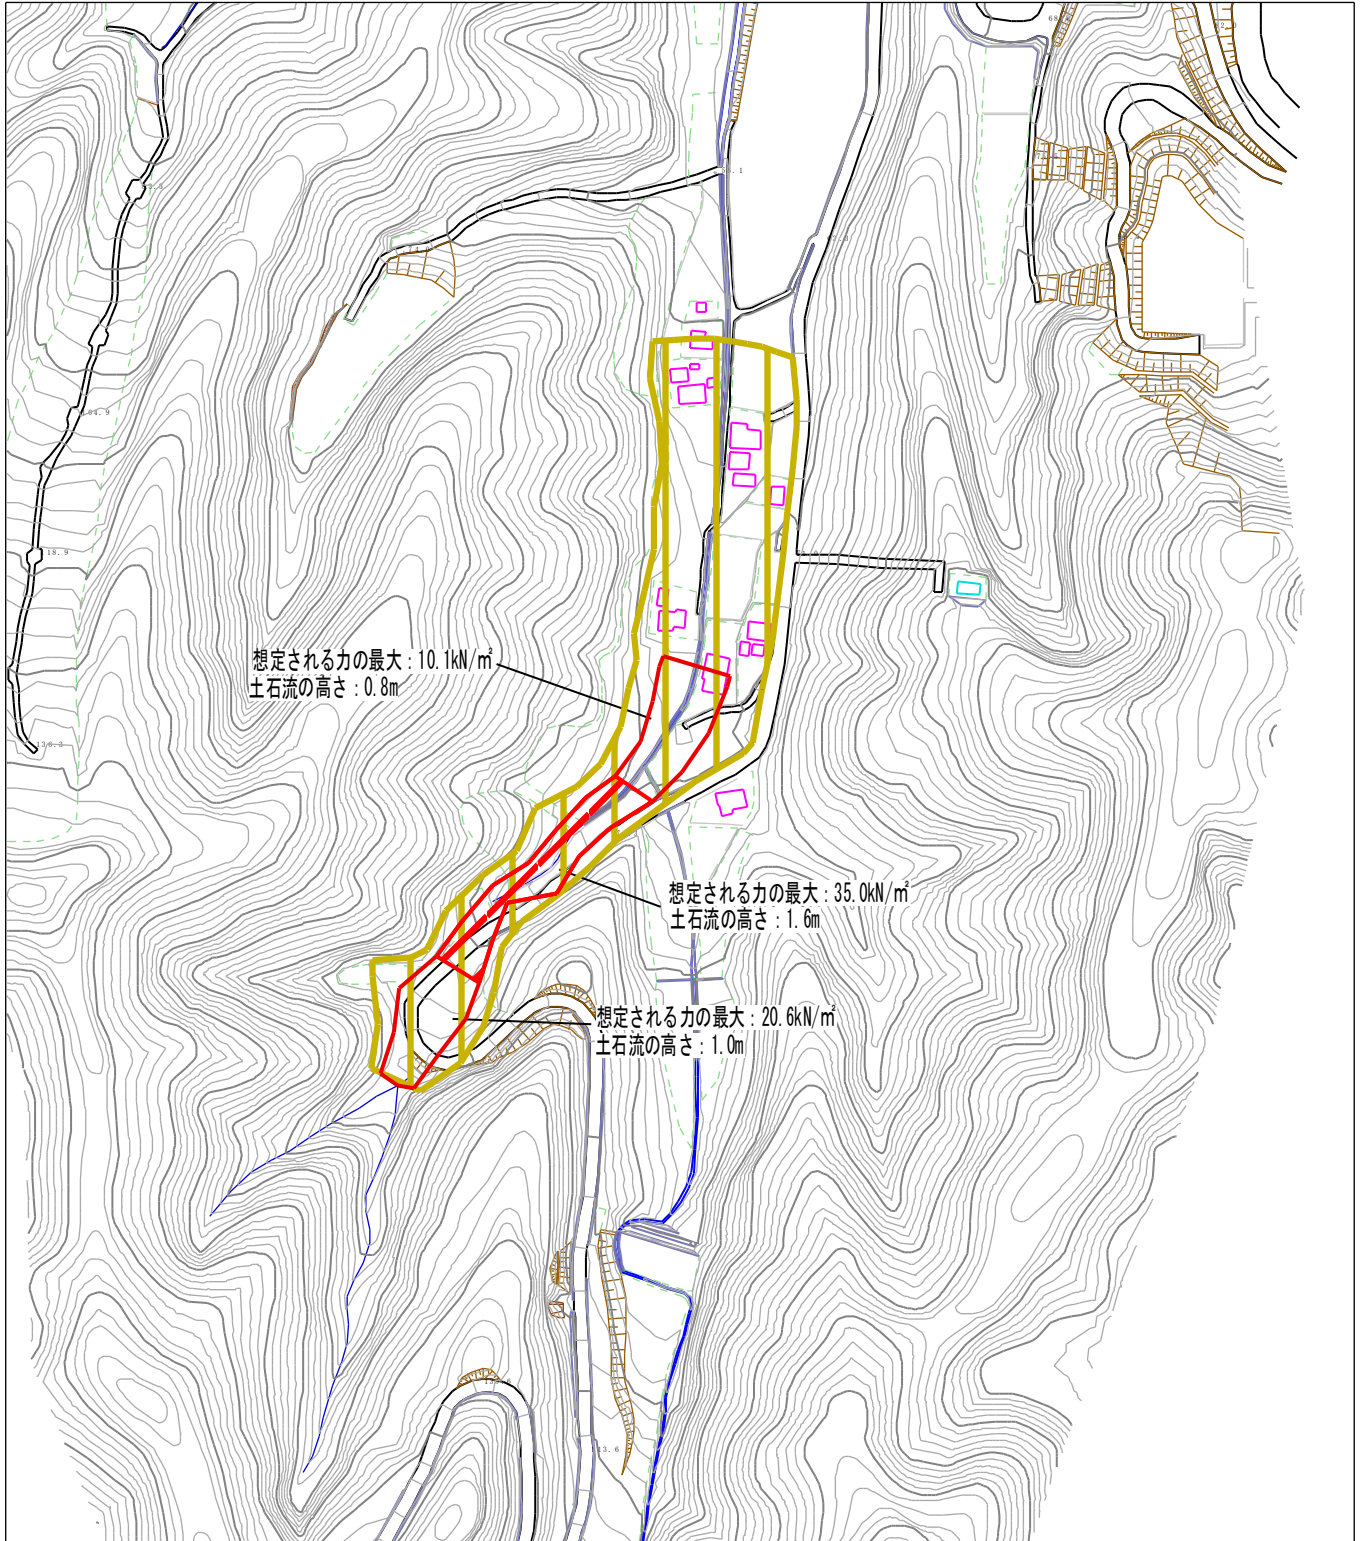 想定される力の最大：10.1kN/㎡
土石流の高さ：0.8m
想定される力の最大：35.0kN/㎡
土石流の高さ：1.6m
想定される力の最大：20.6kN/㎡
土石流の高さ：1.0m